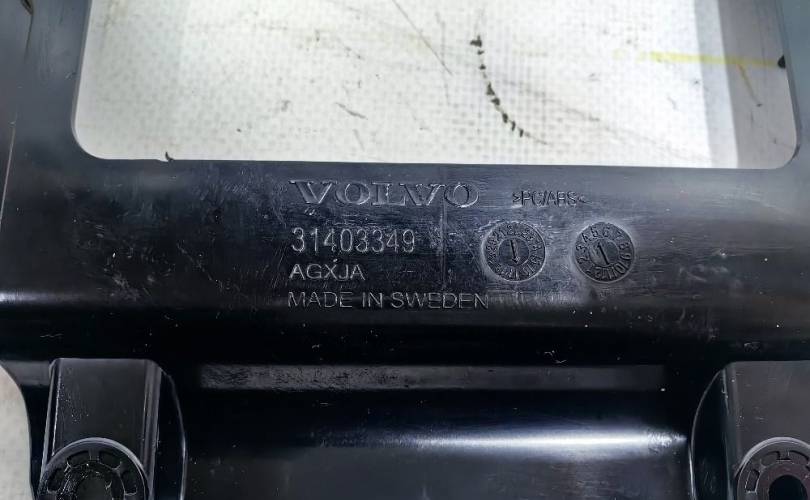 VOLVO >PC/ABS<
31403349
AGXJA
MADE IN SWEDEN